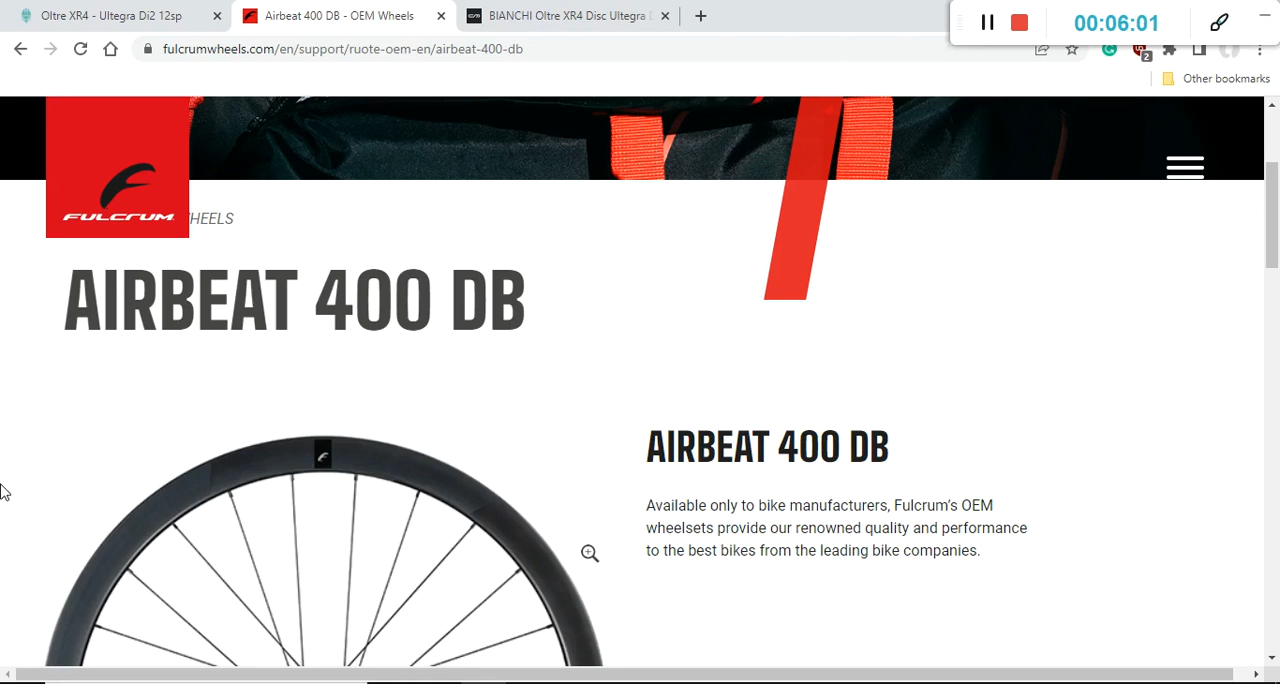 Oltre XR4 - Ultegra Di2 12sp
Airbeat 400 DB - OEM Wheels
BIANCHI Oltre XR4 Disc Ultegra D
00:06:01
fulcrumwheels.com/en/support/ruote-oem-en/airbeat-400-db
2
Other bookmarks
FULCRUM
HEELS
AIRBEAT 400 DB
AIRBEAT 400 DB
Available only to bike manufacturers, Fulcrum's OEM
wheelsets provide our renowned quality and performance
to the best bikes from the leading bike companies.